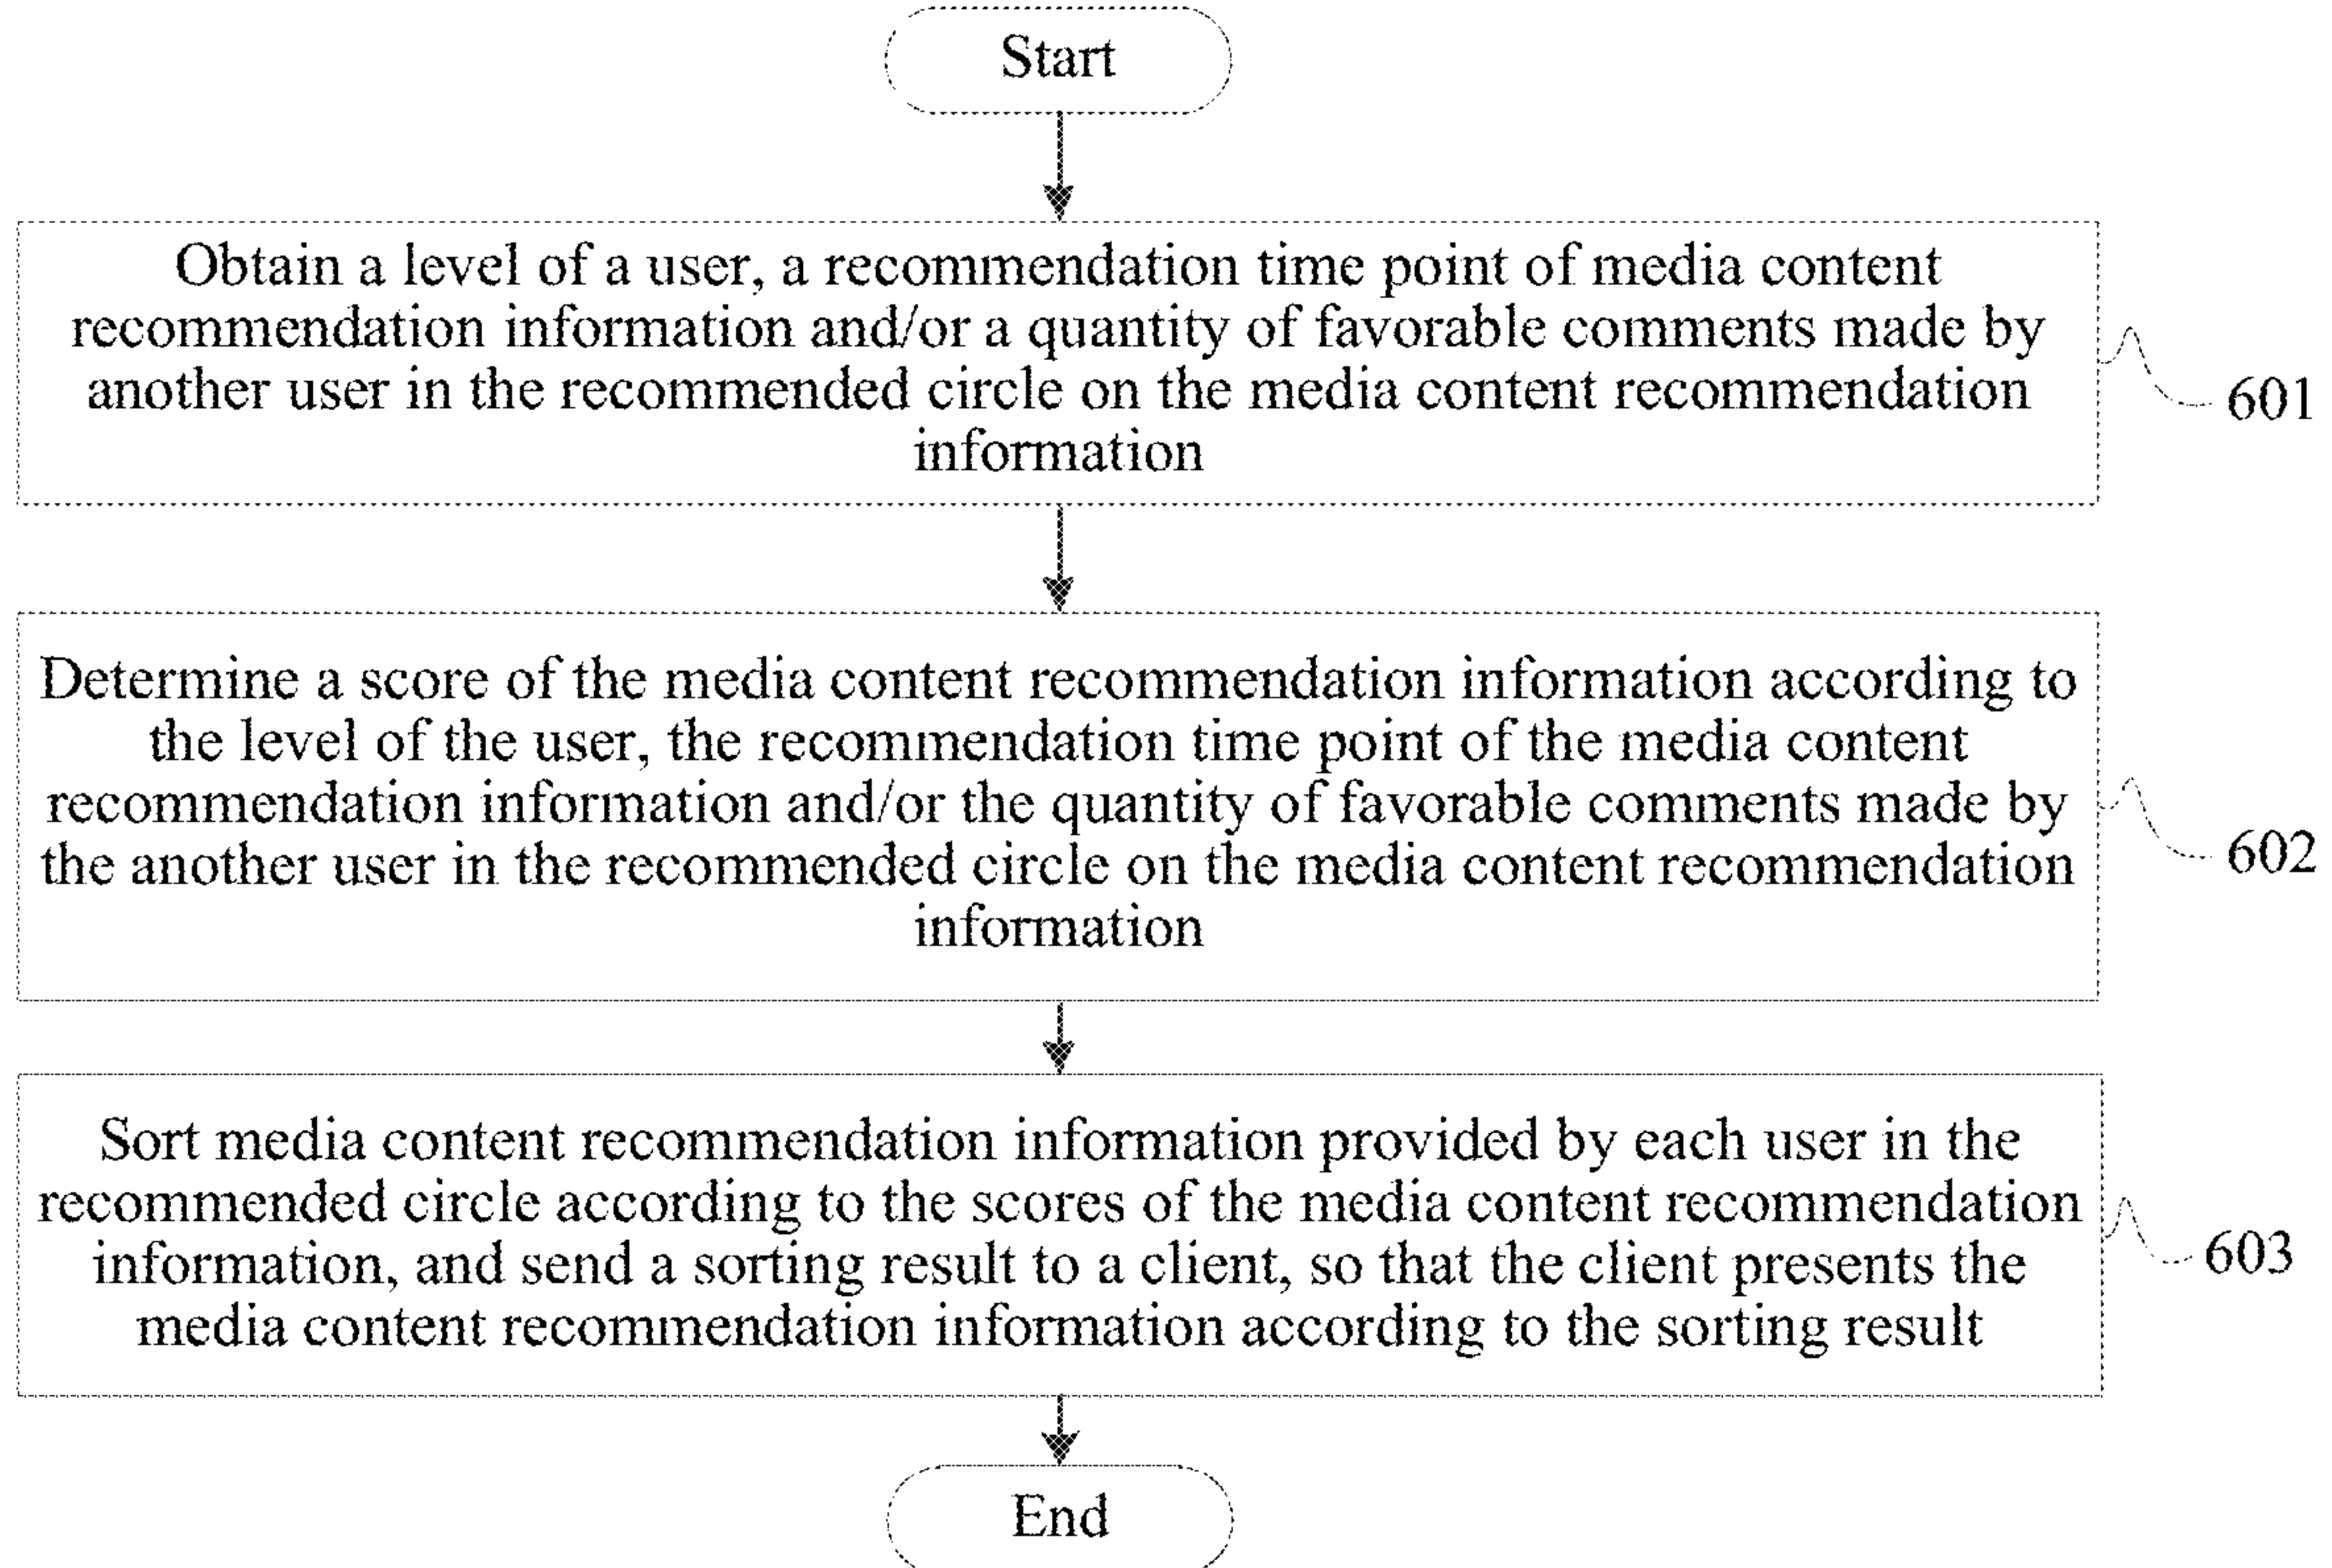 Start
Obtain a level of a user, a recommendation time point of media content
recommendation information and/or a quantity of favorable comments made by
another user in the recommended circle on the media content recommendation
information
601
Determine a score of the media content recommendation information according to
the level of the user, the recommendation time point of the media content
recommendation information and/or the quantity of favorable comments made by
the another user in the recommended circle on the media content recommendation
information
602
Sort media content recommendation information provided by each user in the
recommended circle according to the scores of the media content recommendation
information, and send a sorting result to a client, so that the client presents the
media content recommendation information according to the sorting result
603
End